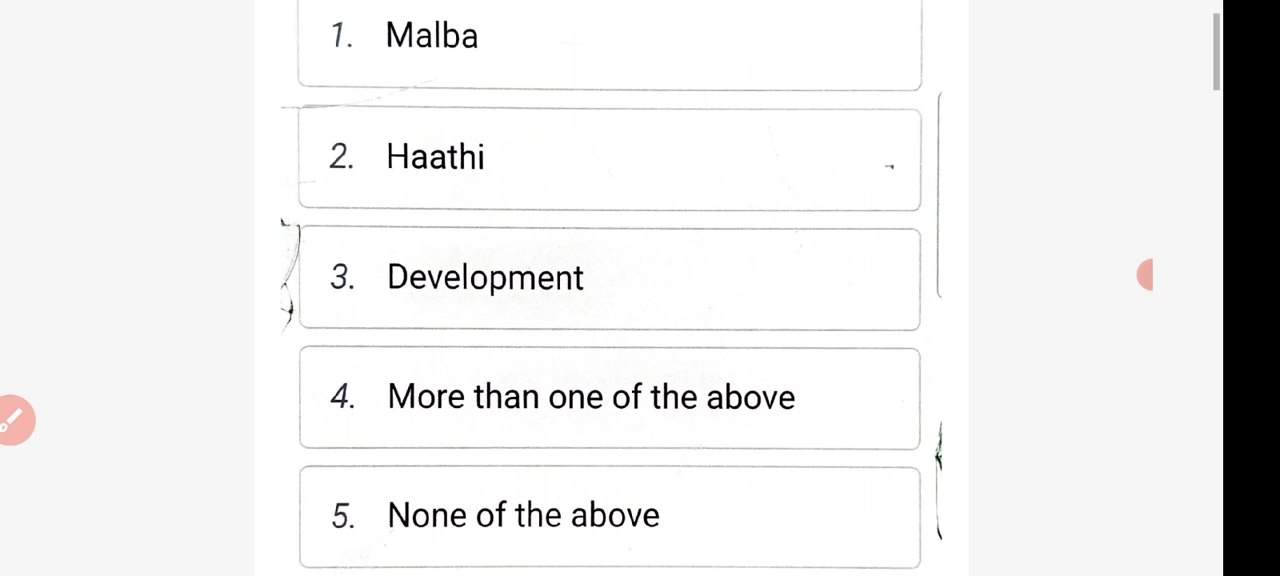 1. Malba
2. Haathi
3. Development
4. More than one of the above
5. None of the above